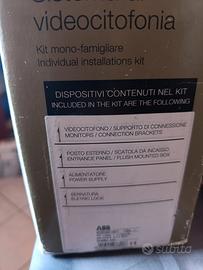 videocitofonia
Kit mono-famigliare
Individual installations kit
DISPOSITIVI CONTENUTI NEL KIT
INCLUDED IN THE KIT ARE THE FOLLOWING
VIDEOCITOFONO / SUPPORTO DI CONNESSIONE
MONITORS / CONNECTION BRACKETS
POSTO ESTERNO / SCATOLA DA INCASSO
ENTRANCE PANEL / FLUSH MOUNTED BOX
ALIMENTATORE
POWER SUPPLY
SERRATURA
ELECTRIC LOCK
ABB
subito